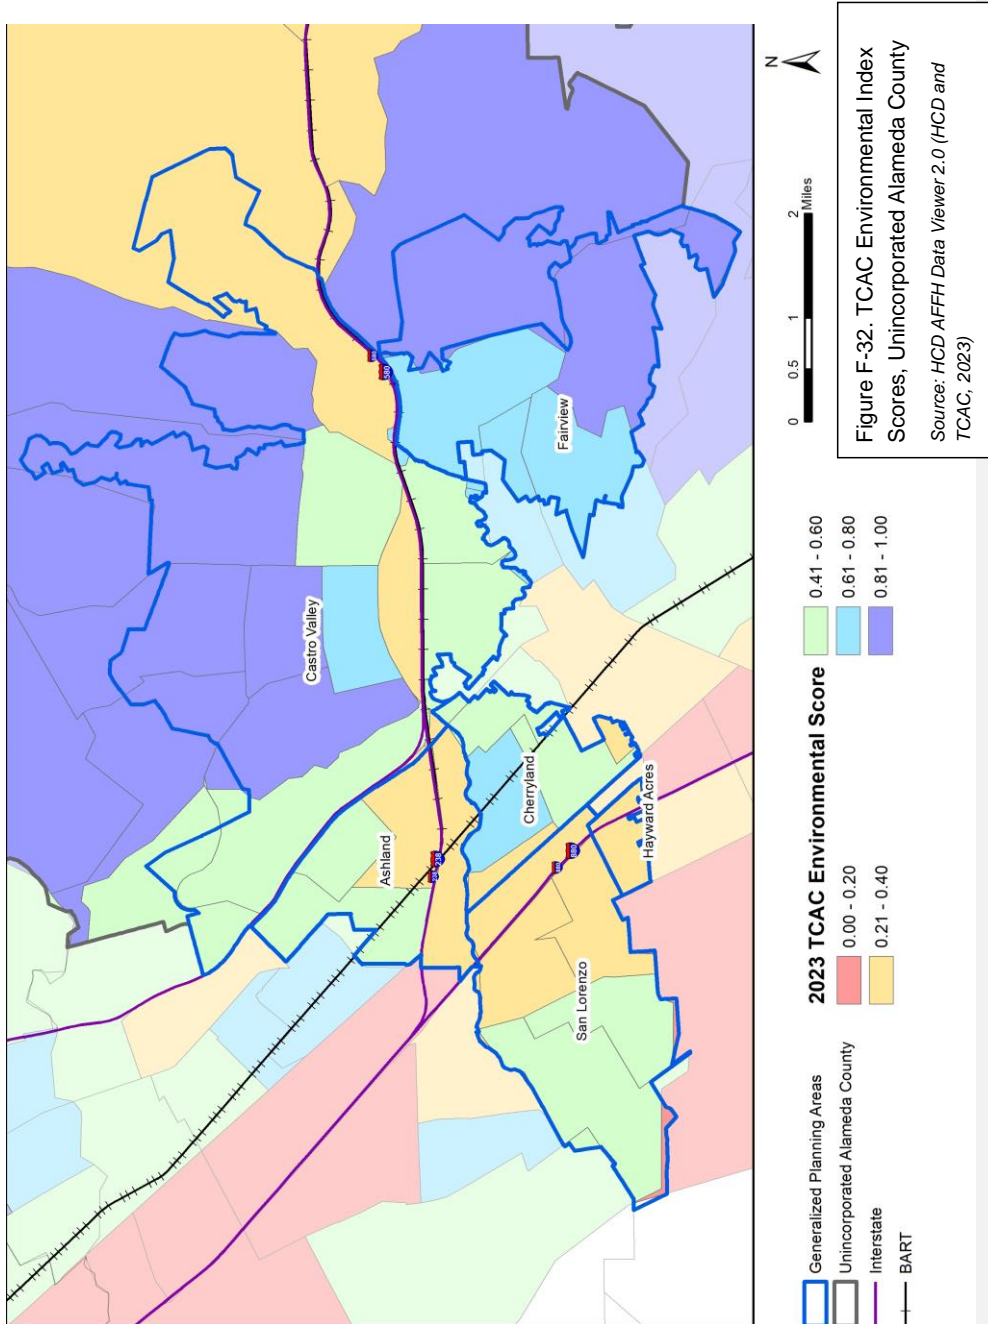 Castro Valley
Ashland
Cherryland
Fairview
San Lorenzo
Hayward Acres
580
238
880
N
0 0.5 1 2 Miles
Generalized Planning Areas
Unincorporated Alameda County
Interstate
BART
2023 TCAC Environmental Score
0.00 - 0.20
0.21 - 0.40
0.41 - 0.60
0.61 - 0.80
0.81 - 1.00
Figure F-32. TCAC Environmental Index
Scores, Unincorporated Alameda County
Source: HCD AFFH Data Viewer 2.0 (HCD and
TCAC, 2023)